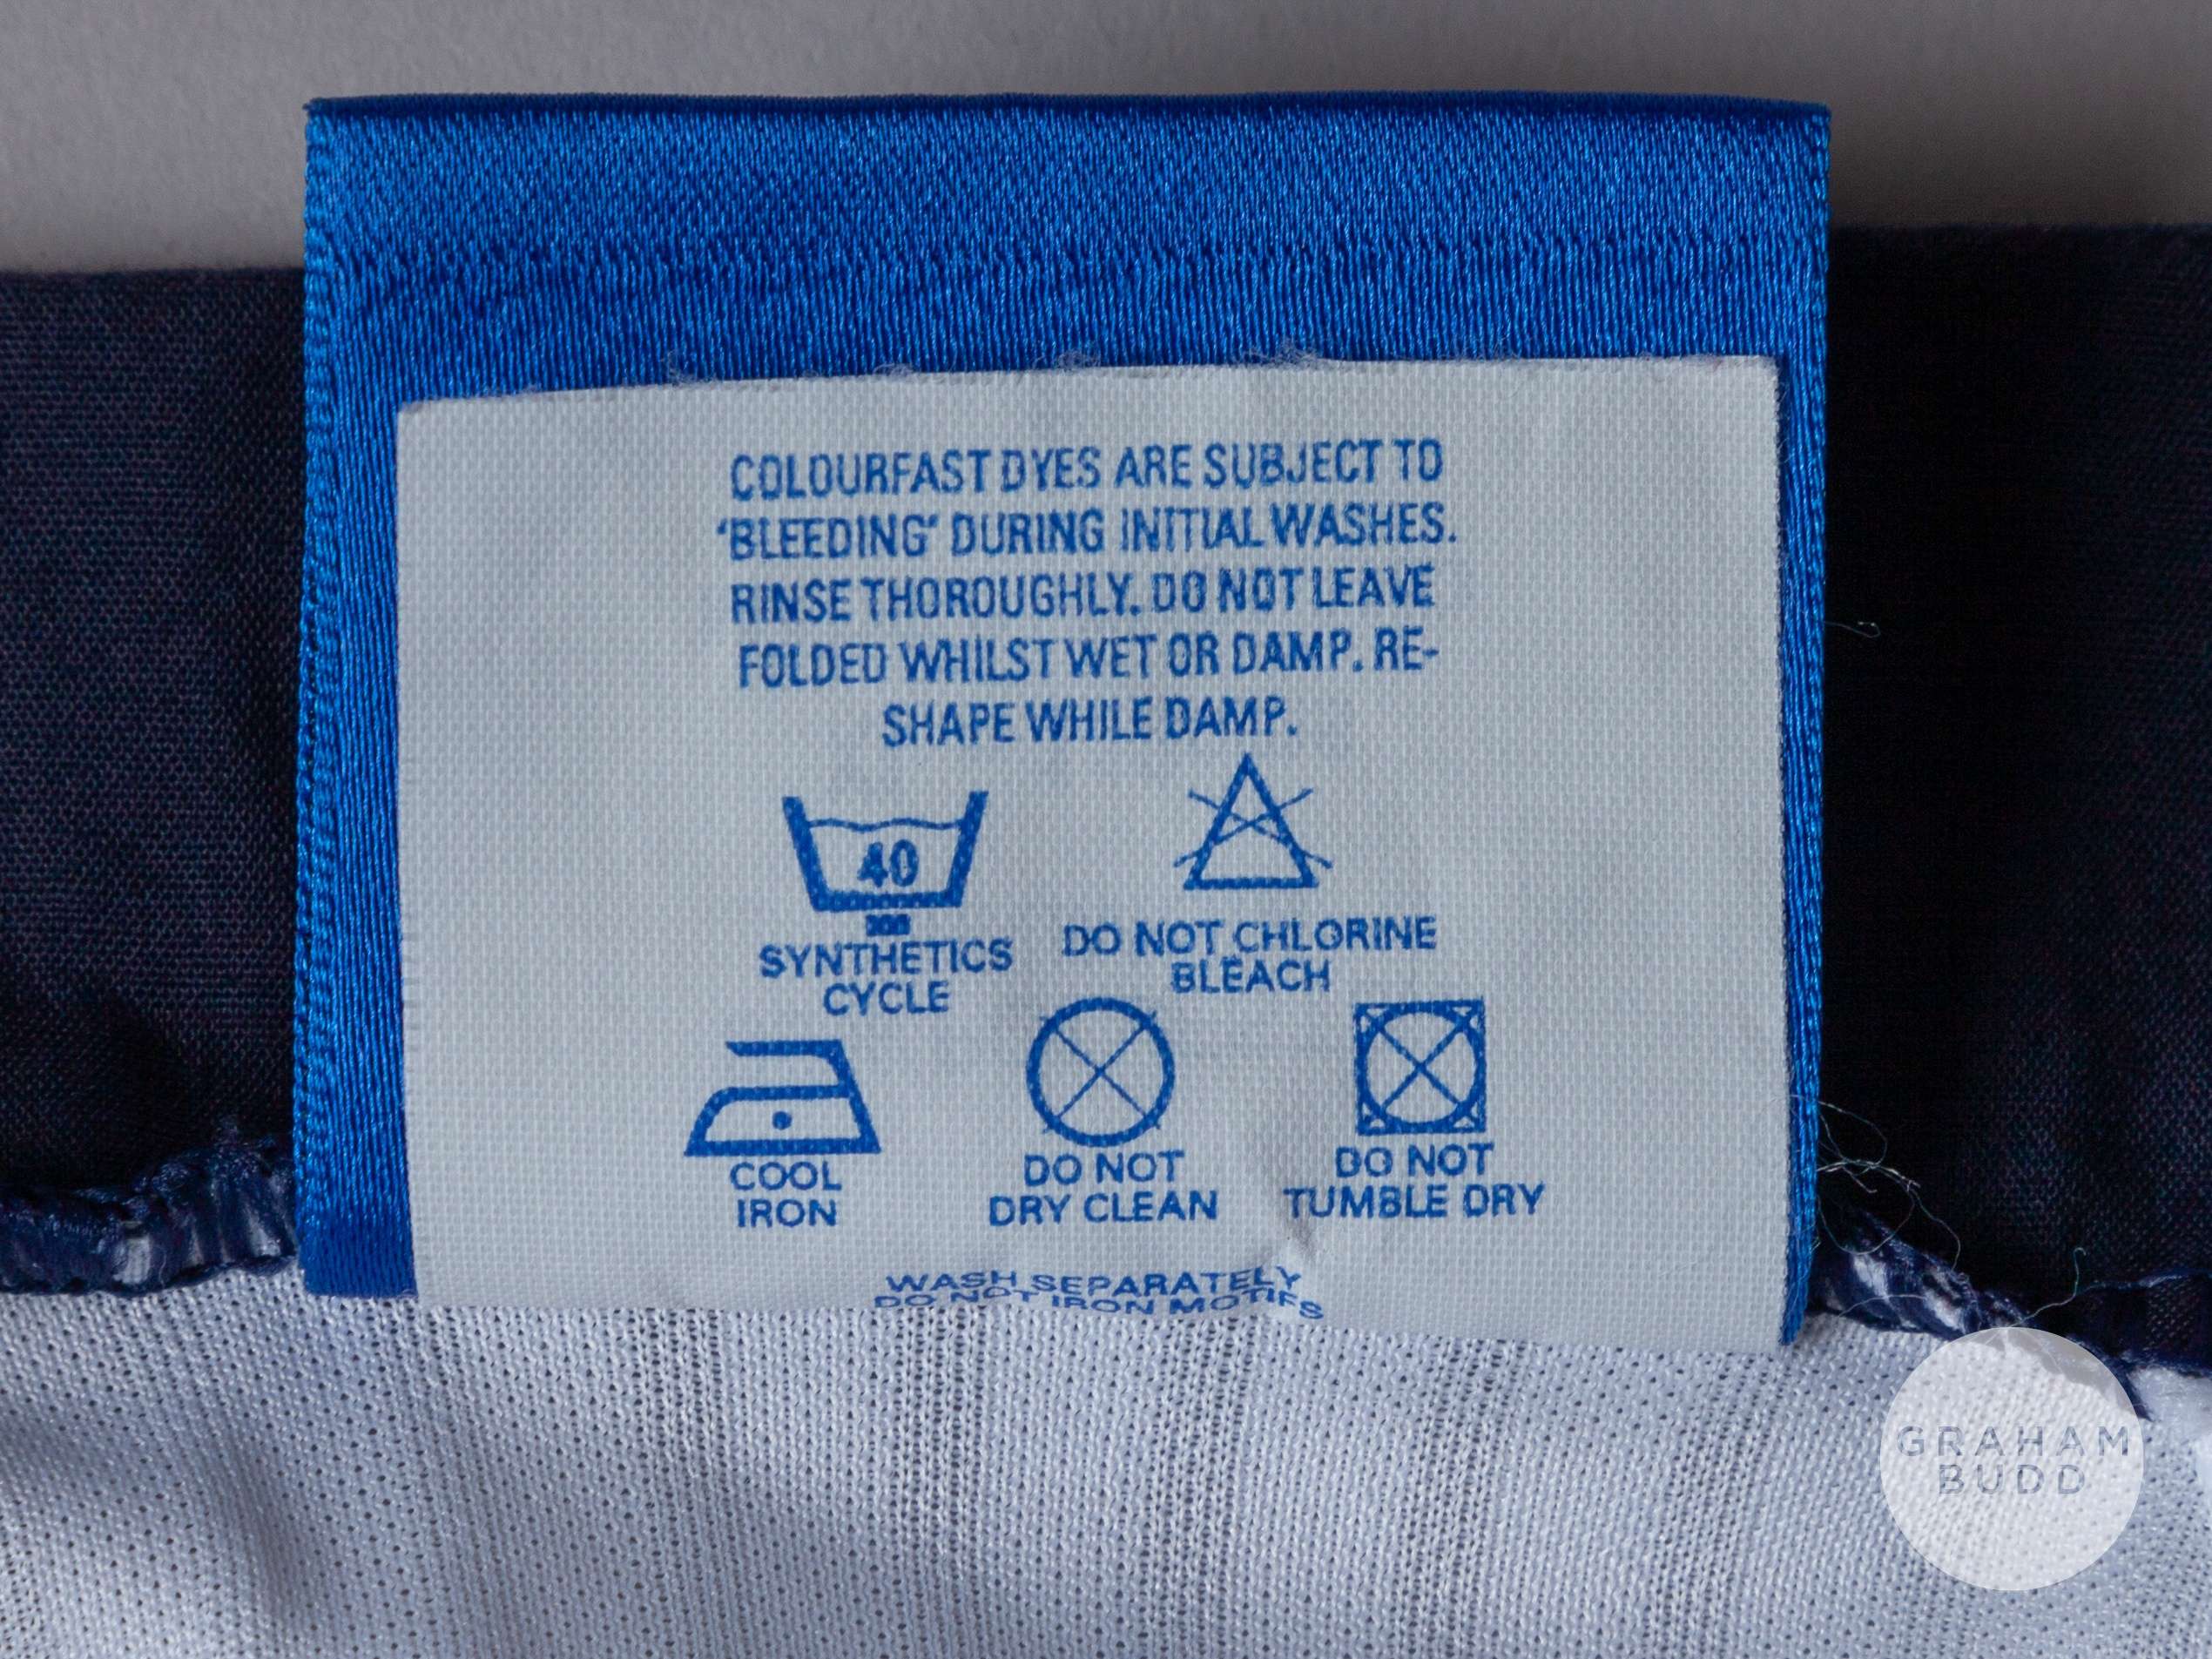 COLOURFAST DYES ARE SUBJECT TO
'BLEEDING' DURING INITIAL WASHES.
RINSE THOROUGHLY. DO NOT LEAVE
FOLDED WHILST WET OR DAMP. RE-
SHAPE WHILE DAMP.
40
SYNTHETICS
CYCLE
DO NOT CHLORINE
BLEACH
COOL
IRON
DO NOT
DRY CLEAN
DO NOT
TUMBLE DRY
WASH SEPARATELY
DO NOT IRON MOTIFS
GRAHAM
BUDD